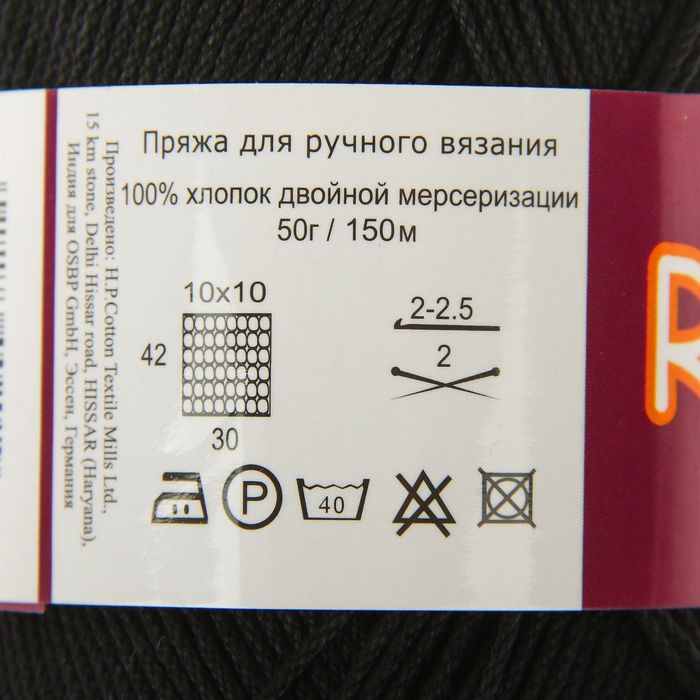 Пряжа для ручного вязания
100% хлопок двойной мерсеризации
50г / 150м
10x10
42
30
2-2.5
2
P
40
Произведено: H.P.Cotton Textile Mills Ltd.,
15 km stone, Delhi Hissar road, HISSAR (Haryana),
Индия для OSBP GmbH, Эссен, Германия
R